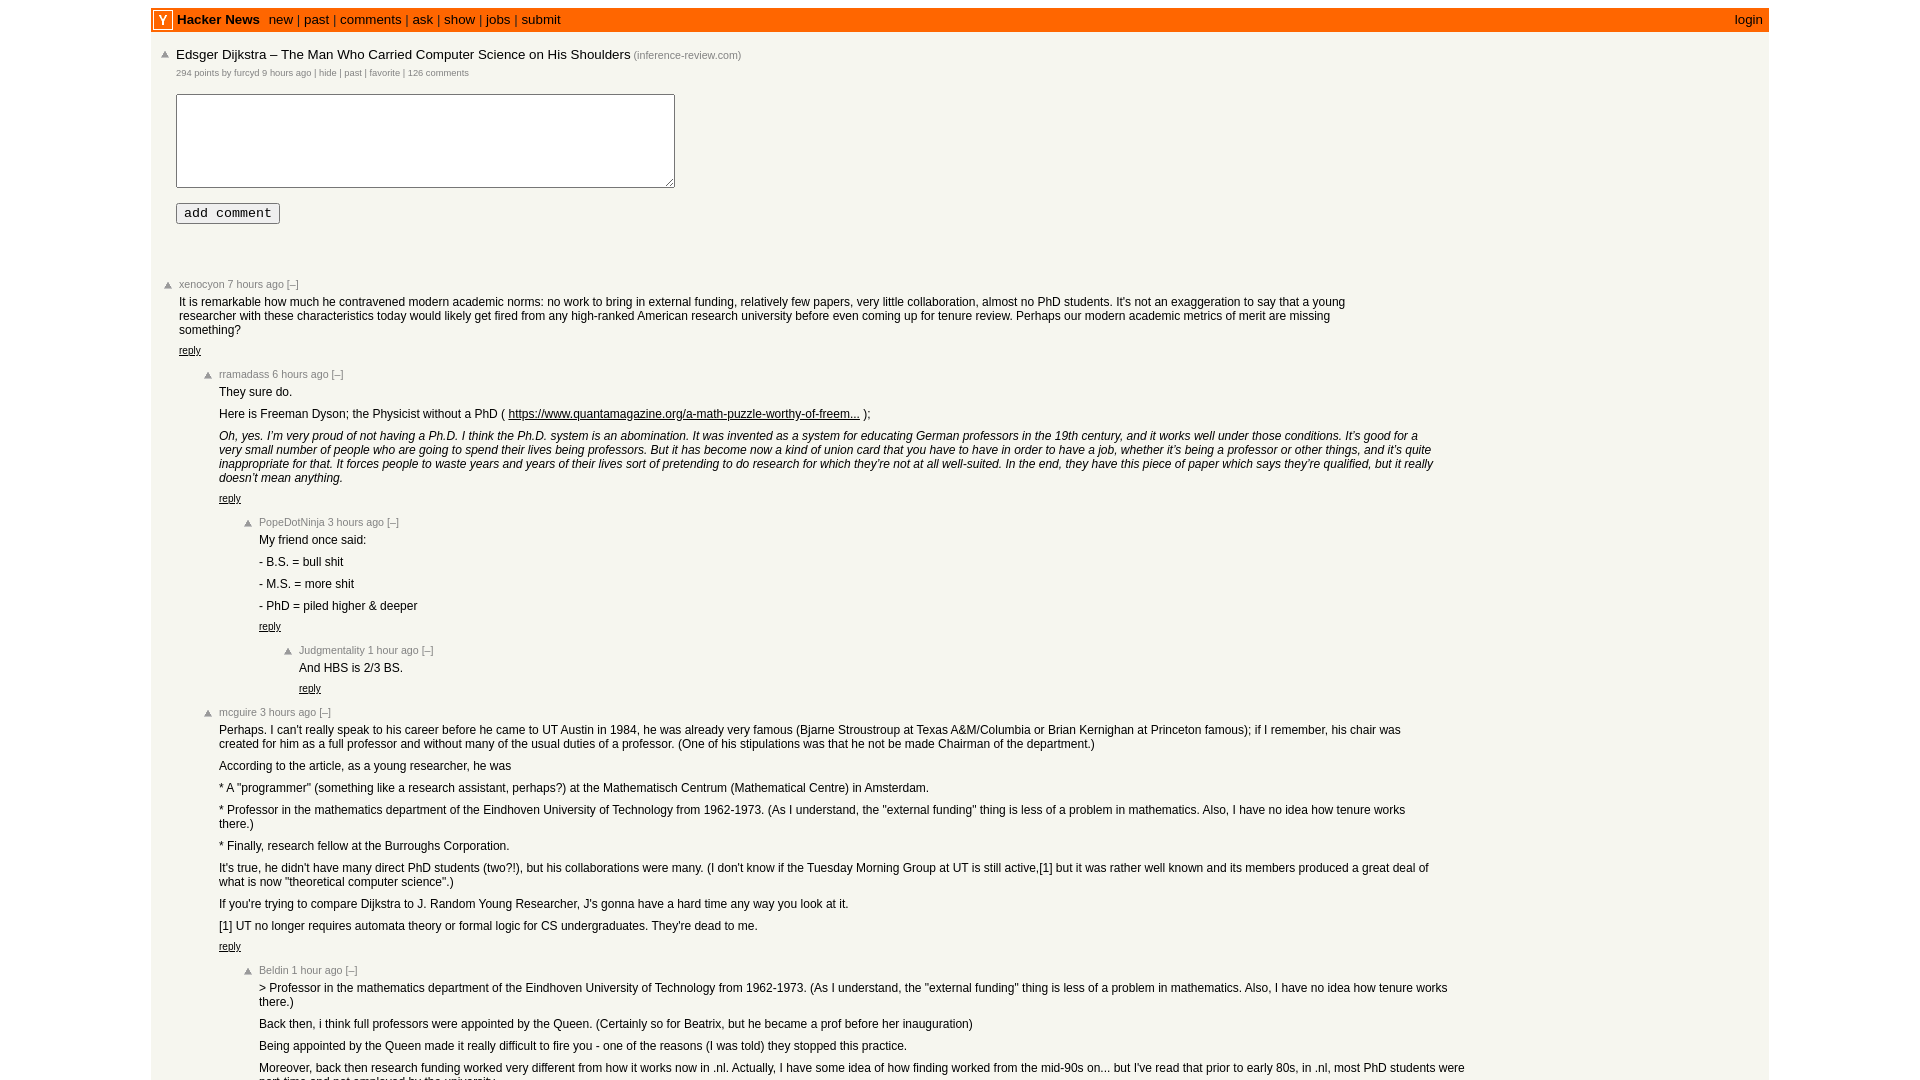 Y Hacker News new | past | comments | ask | show | jobs | submit login
Edsger Dijkstra – The Man Who Carried Computer Science on His Shoulders (inference-review.com)
294 points by furcyd 9 hours ago | hide | past | favorite | 126 comments
add comment
xenocyon 7 hours ago [–]
It is remarkable how much he contravened modern academic norms: no work to bring in external funding, relatively few papers, very little collaboration, almost no PhD students. It's not an exaggeration to say that a young
researcher with these characteristics today would likely get fired from any high-ranked American research university before even coming up for tenure review. Perhaps our modern academic metrics of merit are missing
something?
reply
rramadass 6 hours ago [–]
They sure do.
Here is Freeman Dyson; the Physicist without a PhD ( https://www.quantamagazine.org/a-math-puzzle-worthy-of-freem... );
Oh, yes. I’m very proud of not having a Ph.D. I think the Ph.D. system is an abomination. It was invented as a system for educating German professors in the 19th century, and it works well under those conditions. It’s good for a
very small number of people who are going to spend their lives being professors. But it has become now a kind of union card that you have to have in order to have a job, whether it’s being a professor or other things, and it’s quite
inappropriate for that. It forces people to waste years and years of their lives sort of pretending to do research for which they’re not at all well-suited. In the end, they have this piece of paper which says they’re qualified, but it really
doesn’t mean anything.
reply
PopeDotNinja 3 hours ago [–]
My friend once said:
- B.S. = bull shit
- M.S. = more shit
- PhD = piled higher & deeper
reply
Judgmentality 1 hour ago [–]
And HBS is 2/3 BS.
reply
mcguire 3 hours ago [–]
Perhaps. I can't really speak to his career before he came to UT Austin in 1984, he was already very famous (Bjarne Stroustroup at Texas A&M/Columbia or Brian Kernighan at Princeton famous); if I remember, his chair was
created for him as a full professor and without many of the usual duties of a professor. (One of his stipulations was that he not be made Chairman of the department.)
According to the article, as a young researcher, he was
* A "programmer" (something like a research assistant, perhaps?) at the Mathematisch Centrum (Mathematical Centre) in Amsterdam.
* Professor in the mathematics department of the Eindhoven University of Technology from 1962-1973. (As I understand, the "external funding" thing is less of a problem in mathematics. Also, I have no idea how tenure works
there.)
* Finally, research fellow at the Burroughs Corporation.
It's true, he didn't have many direct PhD students (two?!), but his collaborations were many. (I don't know if the Tuesday Morning Group at UT is still active,[1] but it was rather well known and its members produced a great deal of
what is now "theoretical computer science".)
If you're trying to compare Dijkstra to J. Random Young Researcher, J's gonna have a hard time any way you look at it.
[1] UT no longer requires automata theory or formal logic for CS undergraduates. They're dead to me.
reply
Beldin 1 hour ago [–]
> Professor in the mathematics department of the Eindhoven University of Technology from 1962-1973. (As I understand, the "external funding" thing is less of a problem in mathematics. Also, I have no idea how tenure works
there.)
Back then, i think full professors were appointed by the Queen. (Certainly so for Beatrix, but he became a prof before her inauguration)
Being appointed by the Queen made it really difficult to fire you - one of the reasons (I was told) they stopped this practice.
Moreover, back then research funding worked very different from how it works now in .nl. Actually, I have some idea of how finding worked from the mid-90s on... but I've read that prior to early 80s, in .nl, most PhD students were